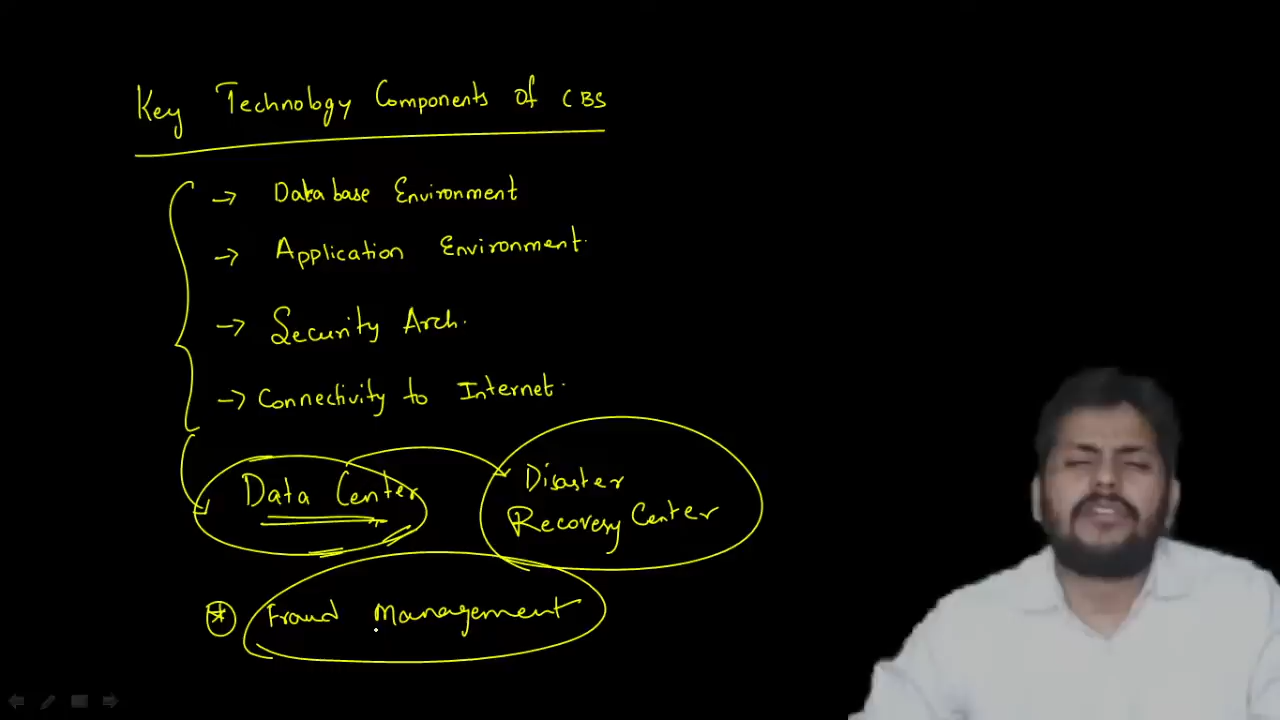 Key Technology Components of CBS
→ Database Environment
→ Application Environment.
→ Security Arch.
→ Connectivity to Internet.
Data Center
Disaster
Recovery Center
* Fraud Management